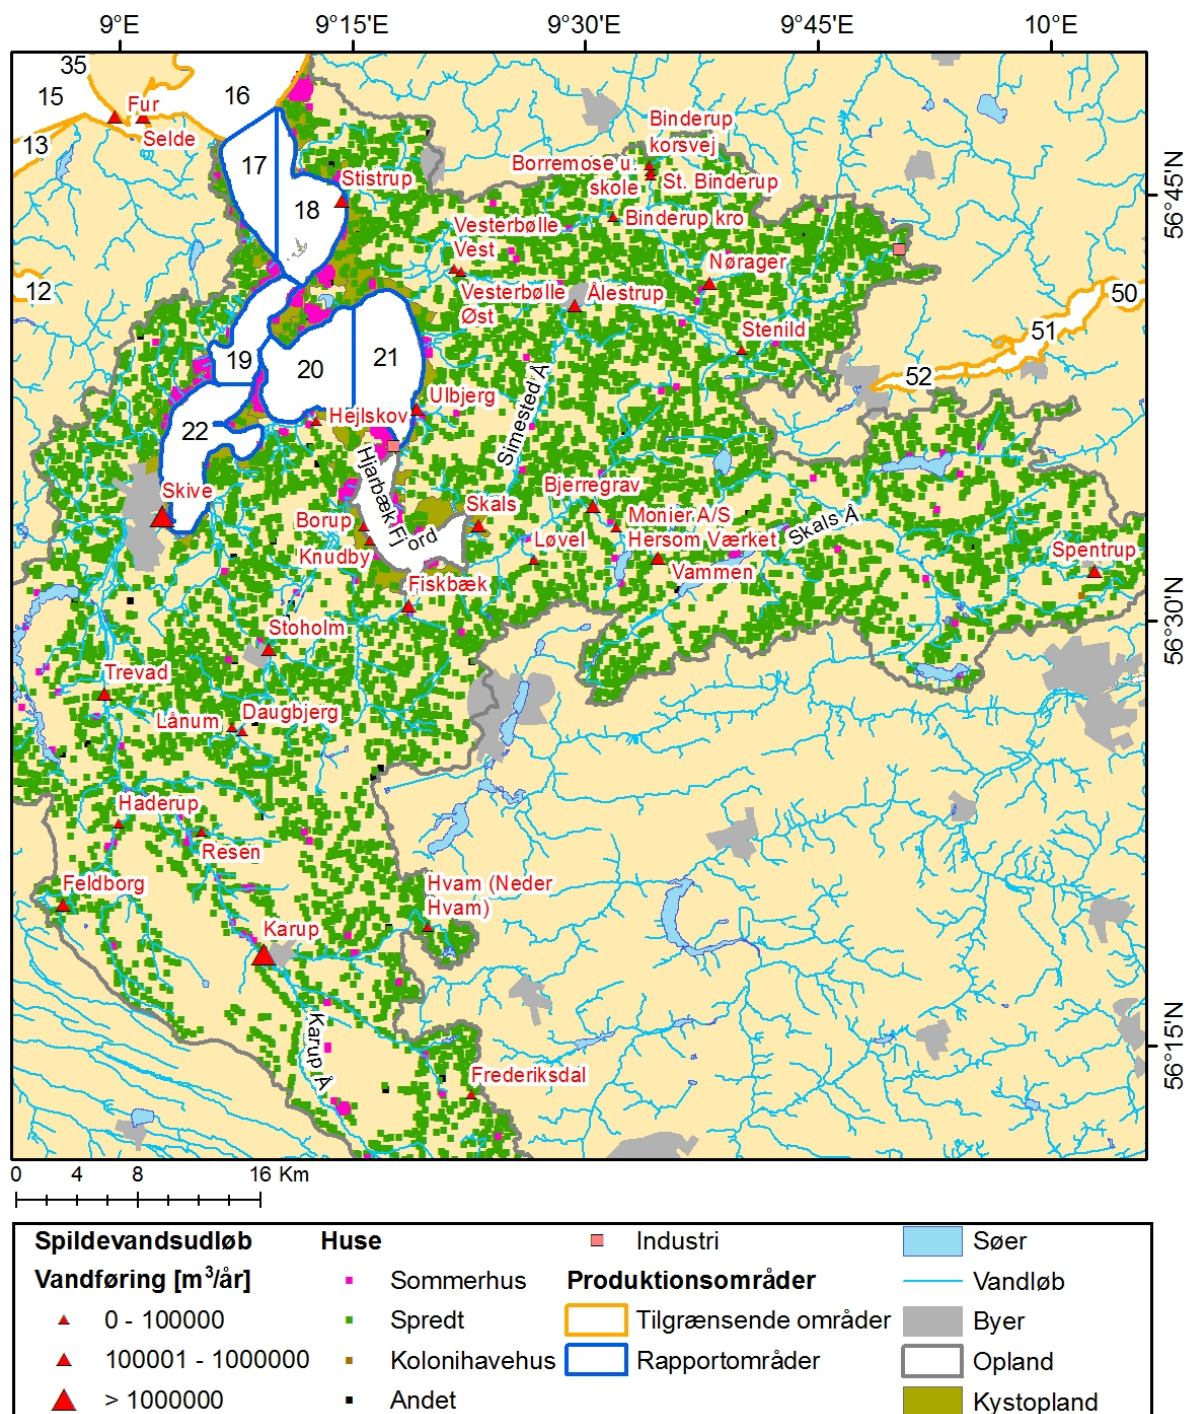 9°E
9°15'E
9°30'E
9°45'E
10°E
35
15
16
Fur
Selde
13
Binderup
korsvej
17
Borremose u.
skole
St. Binderup
56°45'N
Stistrup
18
Binderup kro
Vesterbølle
Vest
Nørager
12
Vesterbølle
Øst
Ålestrup
50
51
Stenild
19
20
21
52
Ulbjerg
Hejlskov
Simested Å
22
Hjarbæk Fjord
Skive
Bjerregrav
Skals
Borup
Monier A/S
Skals Å
Knudby
Løvel
Hersom Værket
Vammen
Spentrup
Fiskbæk
56°30'N
Stoholm
Trevad
Lånum
Daugbjerg
Haderup
Resen
Feldborg
Hvam (Neder
Hvam)
Karup
56°15'N
Karup Å
Frederiksdal
0 4 8 16 Km
Spildevandsudløb
Vandføring [m³/år]
0 - 100000
100001 - 1000000
> 1000000
Huse
Sommerhus
Spredt
Kolonihavehus
Andet
Industri
Produktionsområder
Tilgrænsende områder
Rapportområder
Søer
Vandløb
Byer
Opland
Kystopland